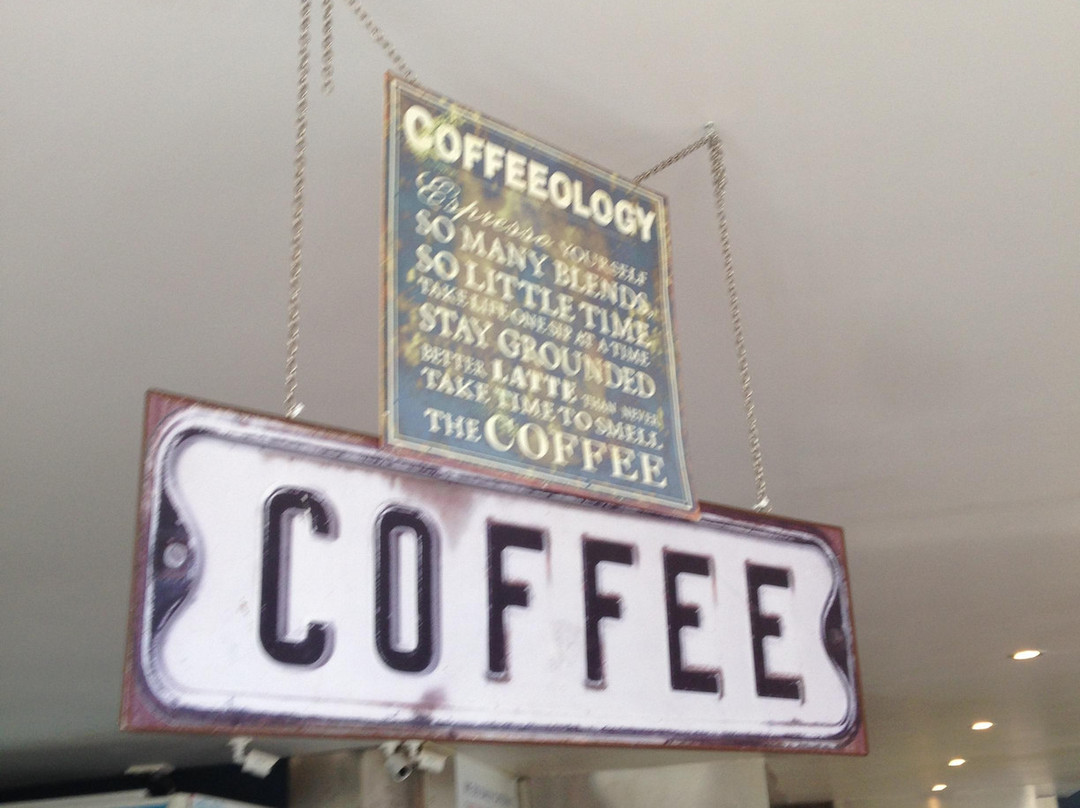 COFFEEOLOGY
Espresso YOURSELF
SO MANY BLENDS,
SO LITTLE TIME
TAKE LIFE ONE SIP AT A TIME
STAY GROUNDED
BETTER LATTE THAN NEVER
TAKE TIME TO SMELL
THE COFFEE
COFFEE